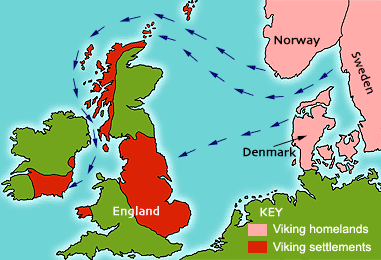 Norway
Sweden
Denmark
England
KEY
Viking homelands
Viking settlements